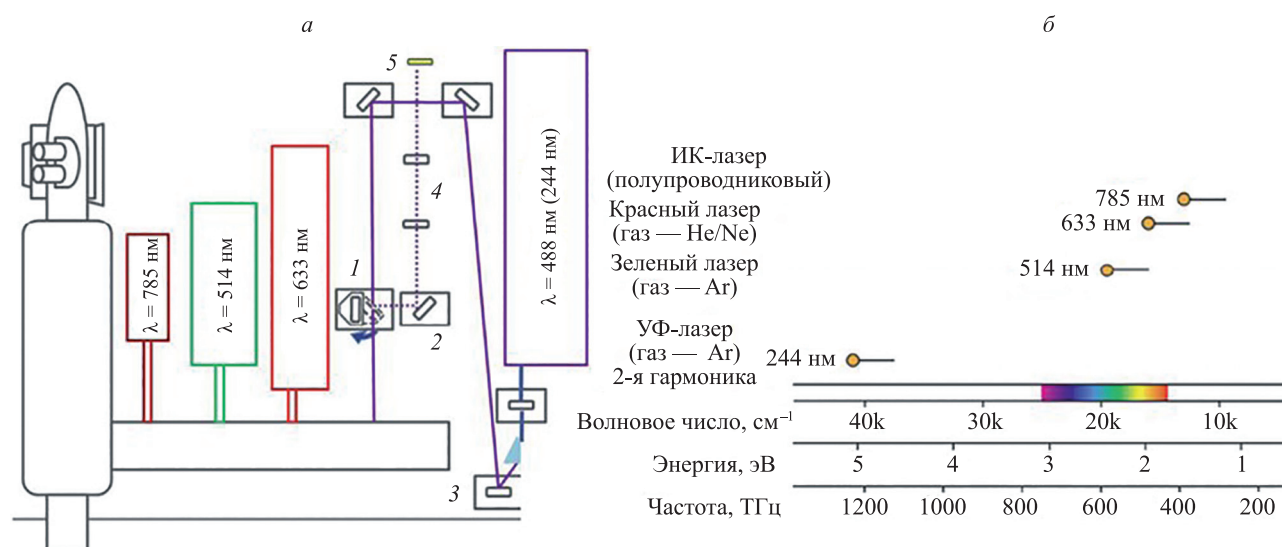 а
б
5
4
1
2
3
λ = 785 нм
λ = 514 нм
λ = 633 нм
λ = 488 нм (244 нм)
ИК-лазер
(полупроводниковый)
785 нм
Красный лазер
(газ — He/Ne)
633 нм
Зеленый лазер
(газ — Ar)
514 нм
УФ-лазер
(газ — Ar)
2-я гармоника
244 нм
Волновое число, см⁻¹
40k 30k 20k 10k
Энергия, эВ
5 4 3 2 1
Частота, ТГц
1200 1000 800 600 400 200